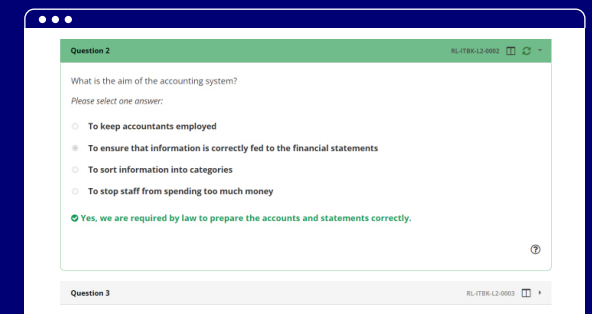 Question 2 RL-ITBK-L2-0002
What is the aim of the accounting system?
Please select one answer:
To keep accountants employed
To ensure that information is correctly fed to the financial statements
To sort information into categories
To stop staff from spending too much money
Yes, we are required by law to prepare the accounts and statements correctly.
?
Question 3 RL-ITBK-L2-0003